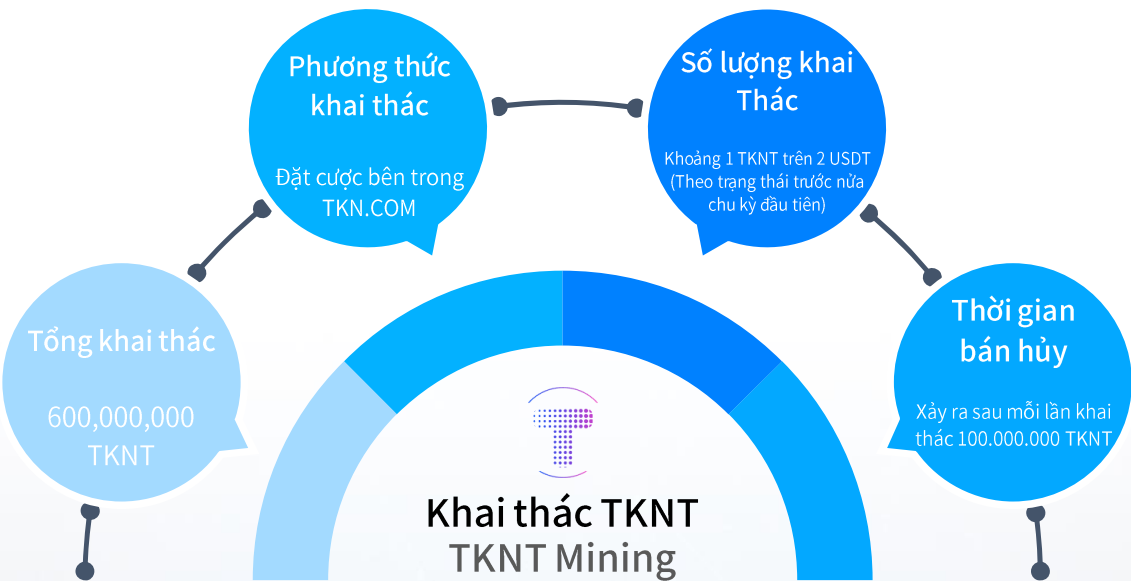 Phương thức
khai thác
Đặt cược bên trong
TKN.COM
Số lượng khai
Thác
Khoảng 1 TKNT trên 2 USDT
(Theo trạng thái trước nửa
chu kỳ đầu tiên)
Tổng khai thác
600,000,000
TKNT
Thời gian
bán hủy
Xảy ra sau mỗi lần khai
thác 100.000.000 TKNT
Khai thác TKNT
TKNT Mining